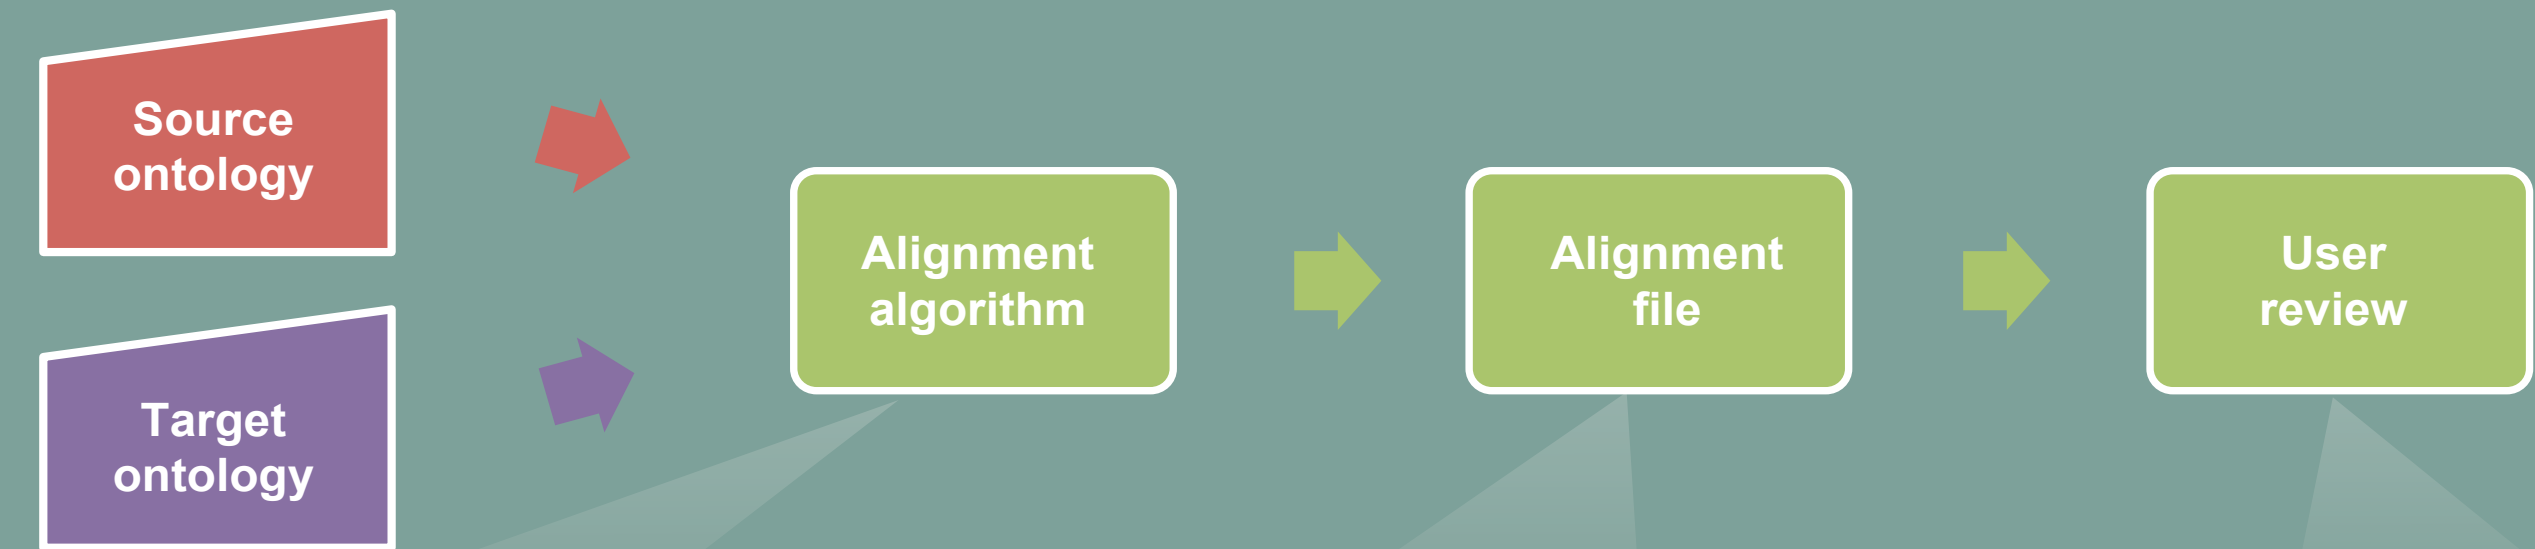 Source
ontology
Target
ontology
Alignment
algorithm
Alignment
file
User
review